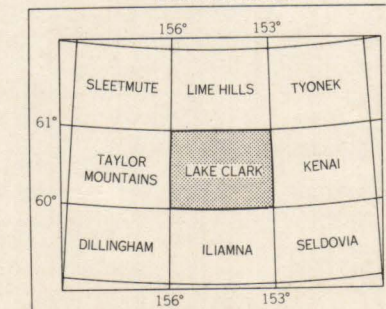 156° 153°
SLEETMUTE LIME HILLS TYONEK
61°
TAYLOR
MOUNTAINS LAKE CLARK KENAI
60°
DILLINGHAM ILIAMNA SELDOVIA
156° 153°